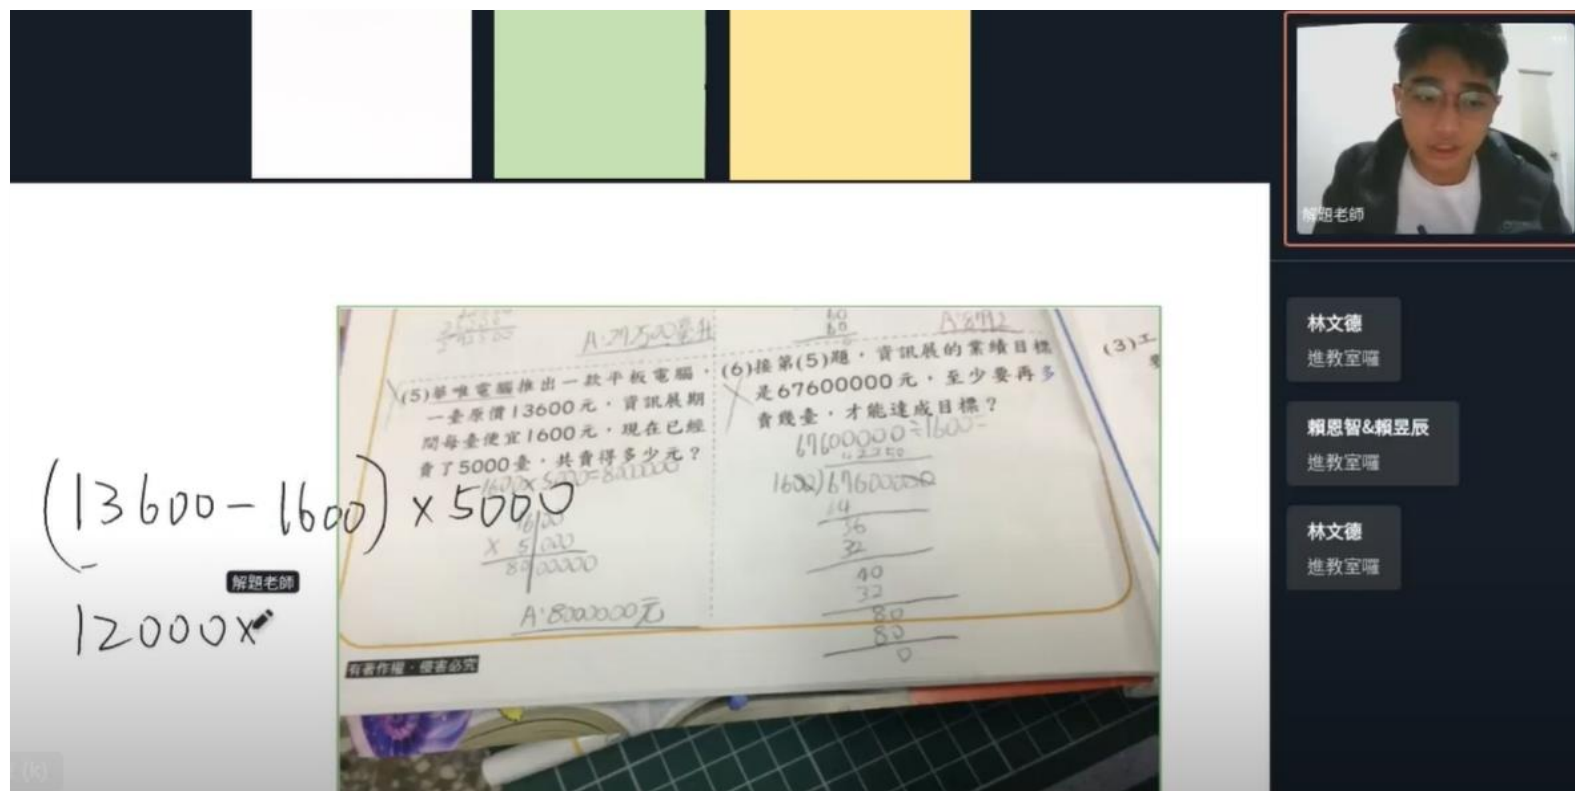 解題老師
林文德
進教室囉
賴恩智&賴昱辰
進教室囉
林文德
進教室囉
(13600-1600)×5000
解題老師
12000×
A:292500毫升
60
60
A:8992
(5)華唯電腦推出一款平板電腦，
一臺原價13600元，資訊展期
間每臺便宜1600元，現在已經
賣了5000臺，共賣得多少元？
1600×5000=8000000
1600
× 5000
8000000
A:8000000元
(6)接第(5)題，資訊展的業績目標
是67600000元，至少要再多
賣幾臺，才能達成目標？
67600000÷1600=
42250
1600)67600000
64
36
32
40
32
80
80
0
(3)工
有著作權・侵害必究